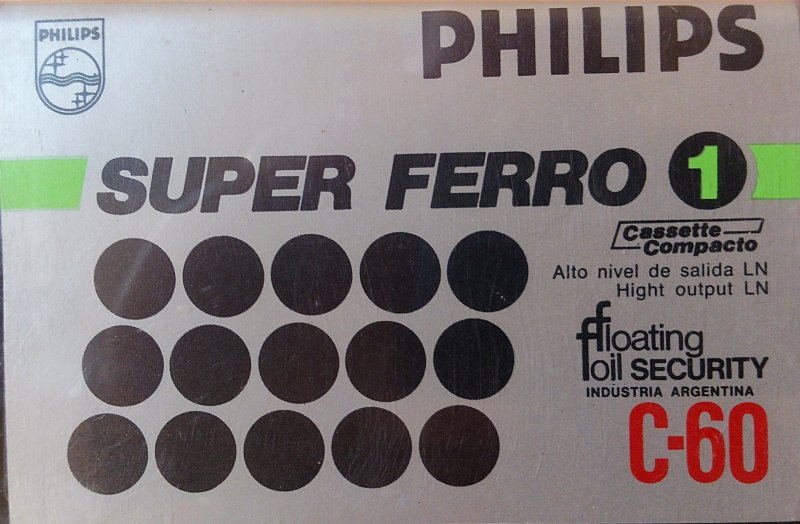 PHILIPS
PHILIPS
SUPER FERRO 1
Cassette
Compacto
Alto nivel de salida LN
Hight output LN
floating
foil SECURITY
INDUSTRIA ARGENTINA
C-60